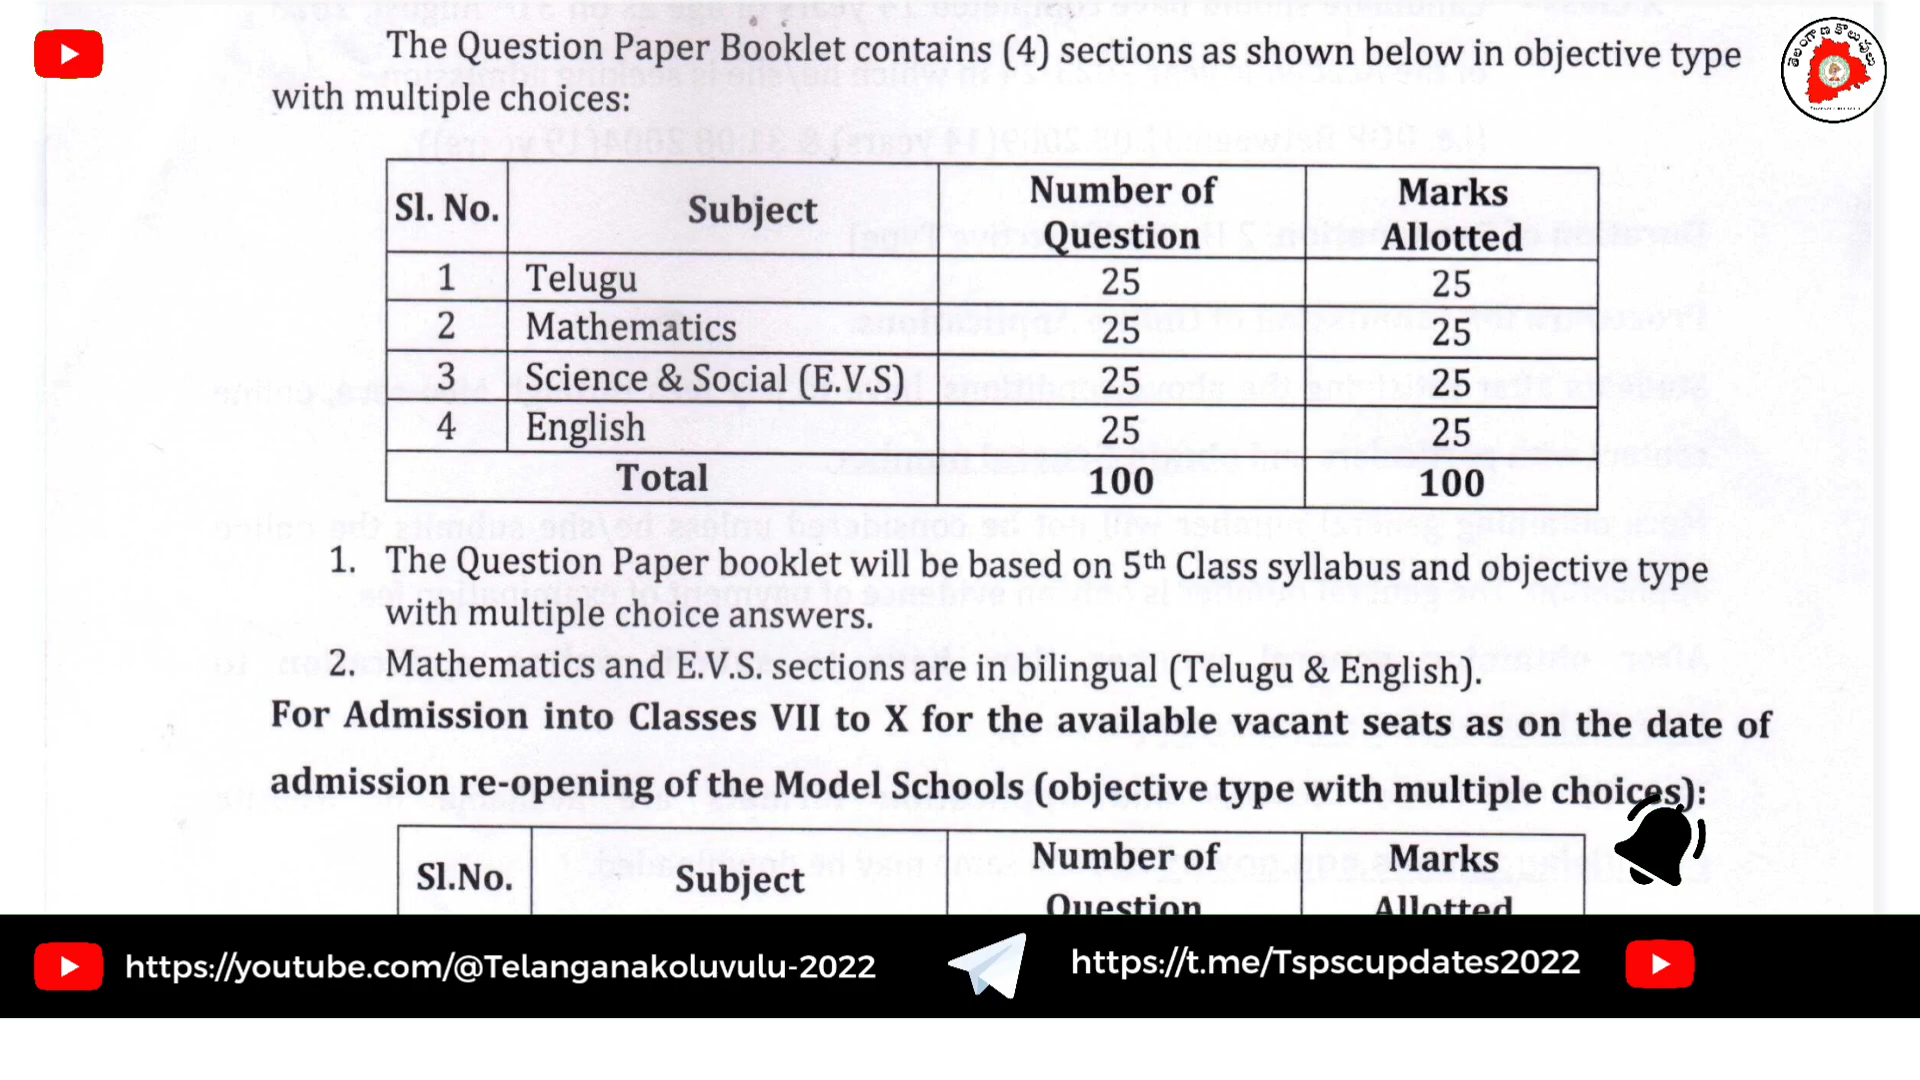 The Question Paper Booklet contains (4) sections as shown below in objective type
with multiple choices:
Sl. No. Subject Number of Question Marks Allotted
1 Telugu 25 25
2 Mathematics 25 25
3 Science & Social (E.V.S) 25 25
4 English 25 25
Total 100 100
1. The Question Paper booklet will be based on 5th Class syllabus and objective type
with multiple choice answers.
2. Mathematics and E.V.S. sections are in bilingual (Telugu & English).
For Admission into Classes VII to X for the available vacant seats as on the date of
admission re-opening of the Model Schools (objective type with multiple choices):
Sl.No. Subject Number of Question Marks Allotted
https://youtube.com/@Telanganakoluvulu-2022 https://t.me/Tspscupdates2022
తెలంగాణ కొలువులు